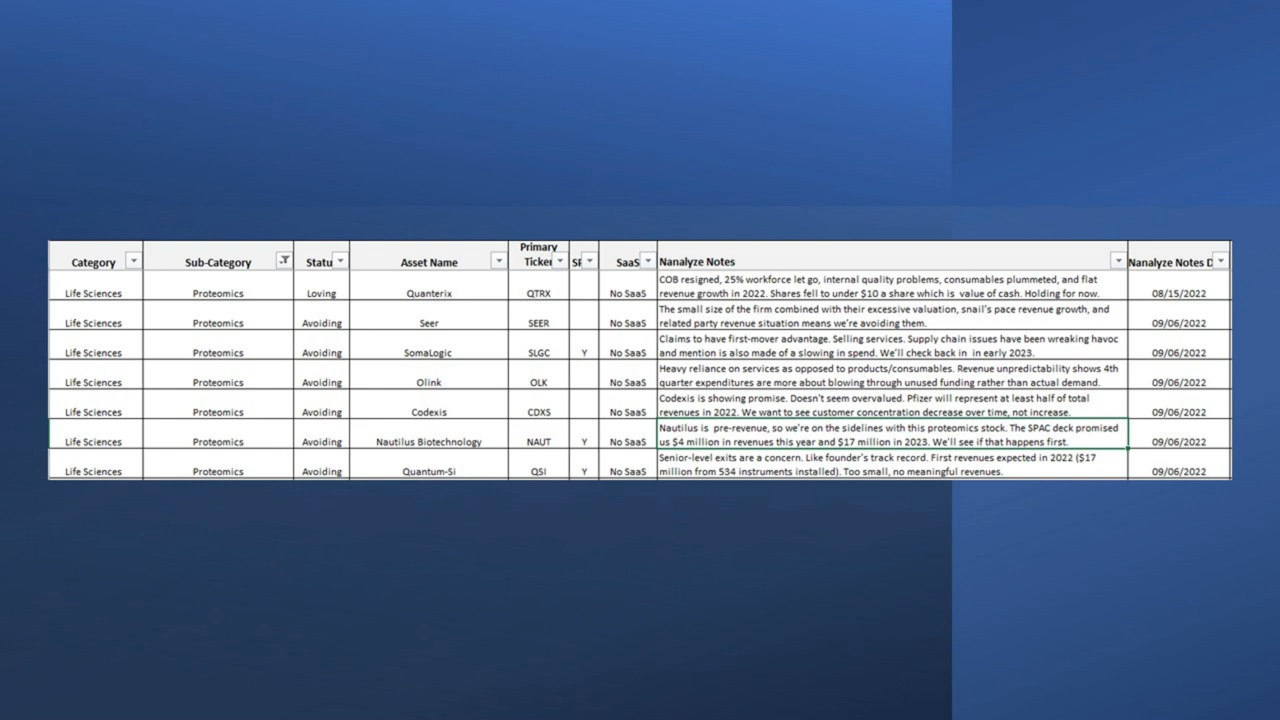 Category Sub-Category Statu Asset Name Primary Ticker SP SaaS Nanalyze Notes Nanalyze Notes D
Life Sciences Proteomics Loving Quanterix QTRX No SaaS COB resigned, 25% workforce let go, internal quality problems, consumables plummeted, and flat
revenue growth in 2022. Shares fell to under $10 a share which is value of cash. Holding for now. 08/15/2022
Life Sciences Proteomics Avoiding Seer SEER No SaaS The small size of the firm combined with their excessive valuation, snail's pace revenue growth, and
related party revenue situation means we're avoiding them. 09/06/2022
Life Sciences Proteomics Avoiding SomaLogic SLGC Y No SaaS Claims to have first-mover advantage. Selling services. Supply chain issues have been wreaking havoc
and mention is also made of a slowing in spend. We'll check back in in early 2023. 09/06/2022
Life Sciences Proteomics Avoiding Olink OLK No SaaS Heavy reliance on services as opposed to products/consumables. Revenue unpredictability shows 4th
quarter expenditures are more about blowing through unused funding rather than actual demand. 09/06/2022
Life Sciences Proteomics Avoiding Codexis CDXS No SaaS Codexis is showing promise. Doesn't seem overvalued. Pfizer will represent at least half of total
revenues in 2022. We want to see customer concentration decrease over time, not increase. 09/06/2022
Life Sciences Proteomics Avoiding Nautilus Biotechnology NAUT Y No SaaS Nautilus is pre-revenue, so we're on the sidelines with this proteomics stock. The SPAC deck promised
us $4 million in revenues this year and $17 million in 2023. We'll see if that happens first. 09/06/2022
Life Sciences Proteomics Avoiding Quantum-Si QSI Y No SaaS Senior-level exits are a concern. Like founder's track record. First revenues expected in 2022 ($17
million from 534 instruments installed). Too small, no meaningful revenues. 09/06/2022